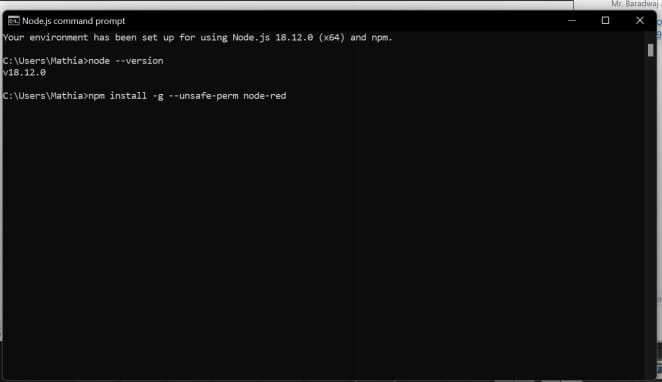 Mr. Baradwaj
Node.js command prompt
Your environment has been set up for using Node.js 18.12.0 (x64) and npm.
C:\Users\Mathia>node --version
v18.12.0
C:\Users\Mathia>npm install -g --unsafe-perm node-red